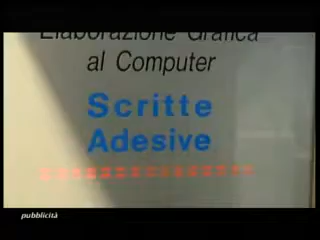 Elaborazione Grafica
al Computer
Scritte
Adesive
pubblicità